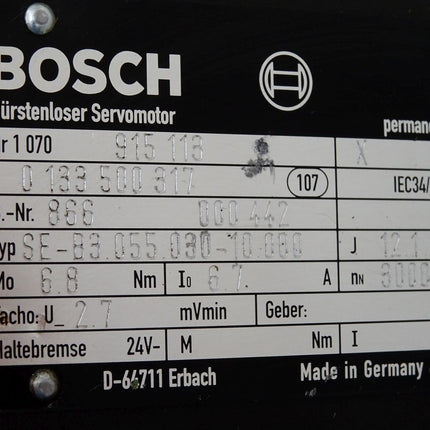 BOSCH
ürstenloser Servomotor
permane
r 1 070 915 118 X
0 133 500 317 107 IEC34/
.-Nr. 866 000 442
yp SE-B3.055.030-10.000 J 12.1
Mo 6.8 Nm I0 6.7 A nN 3000
acho: U_ 2.7 mVmin Geber:
Haltebremse 24V- M Nm I
D-64711 Erbach Made in Germany